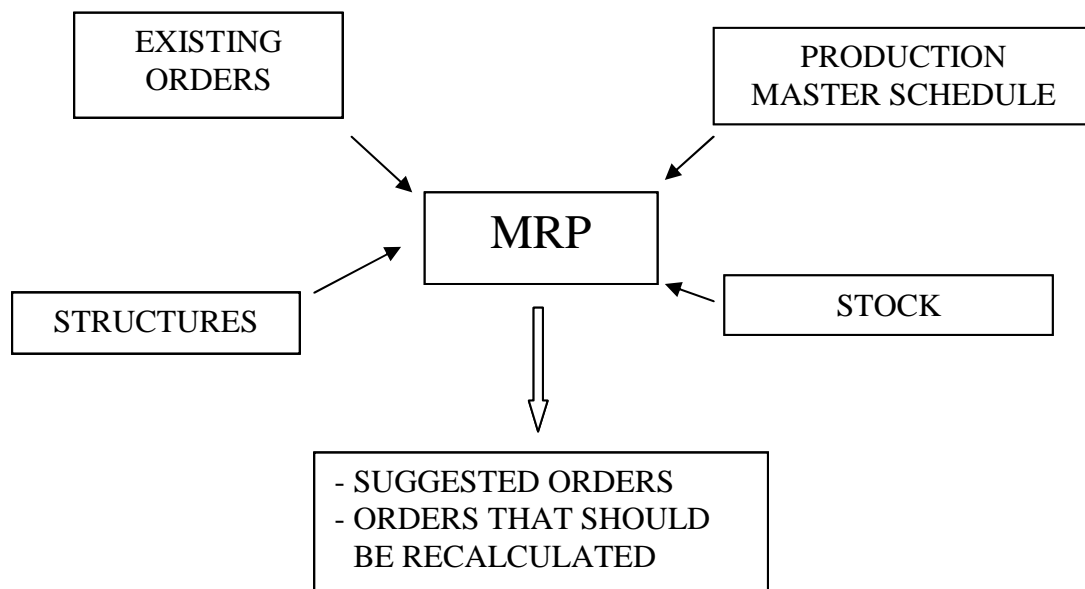 EXISTING
ORDERS
PRODUCTION
MASTER SCHEDULE
MRP
STRUCTURES
STOCK
- SUGGESTED ORDERS
- ORDERS THAT SHOULD
BE RECALCULATED